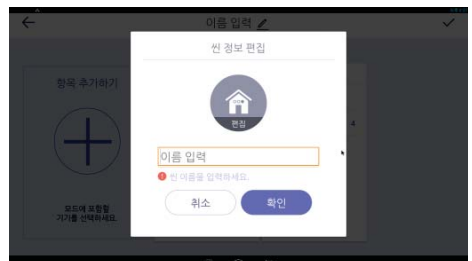 이름 입력
씬 정보 편집
항목 추가하기
편집
4
이름 입력
씬 이름을 입력하세요.
취소
확인
모드에 포함할
기기를 선택하세요.